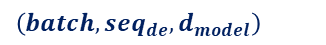 (batch, seq_de, d_model)